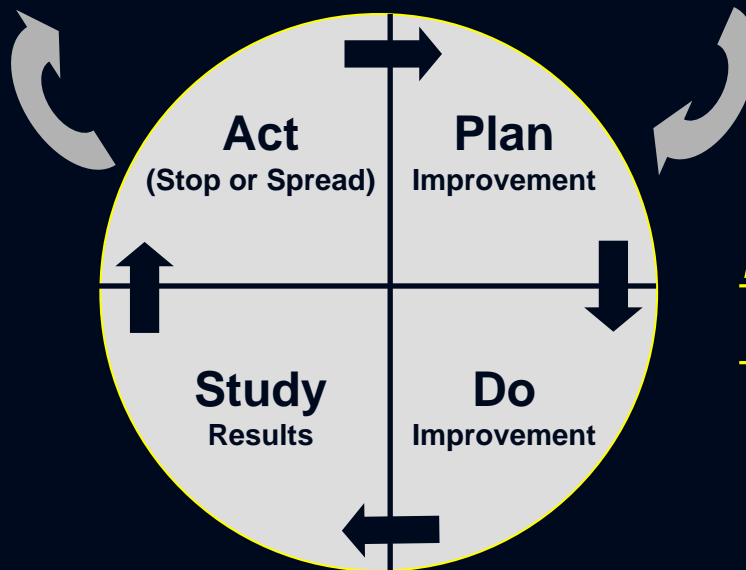 Act
(Stop or Spread)
Plan
Improvement
Study
Results
Do
Improvement